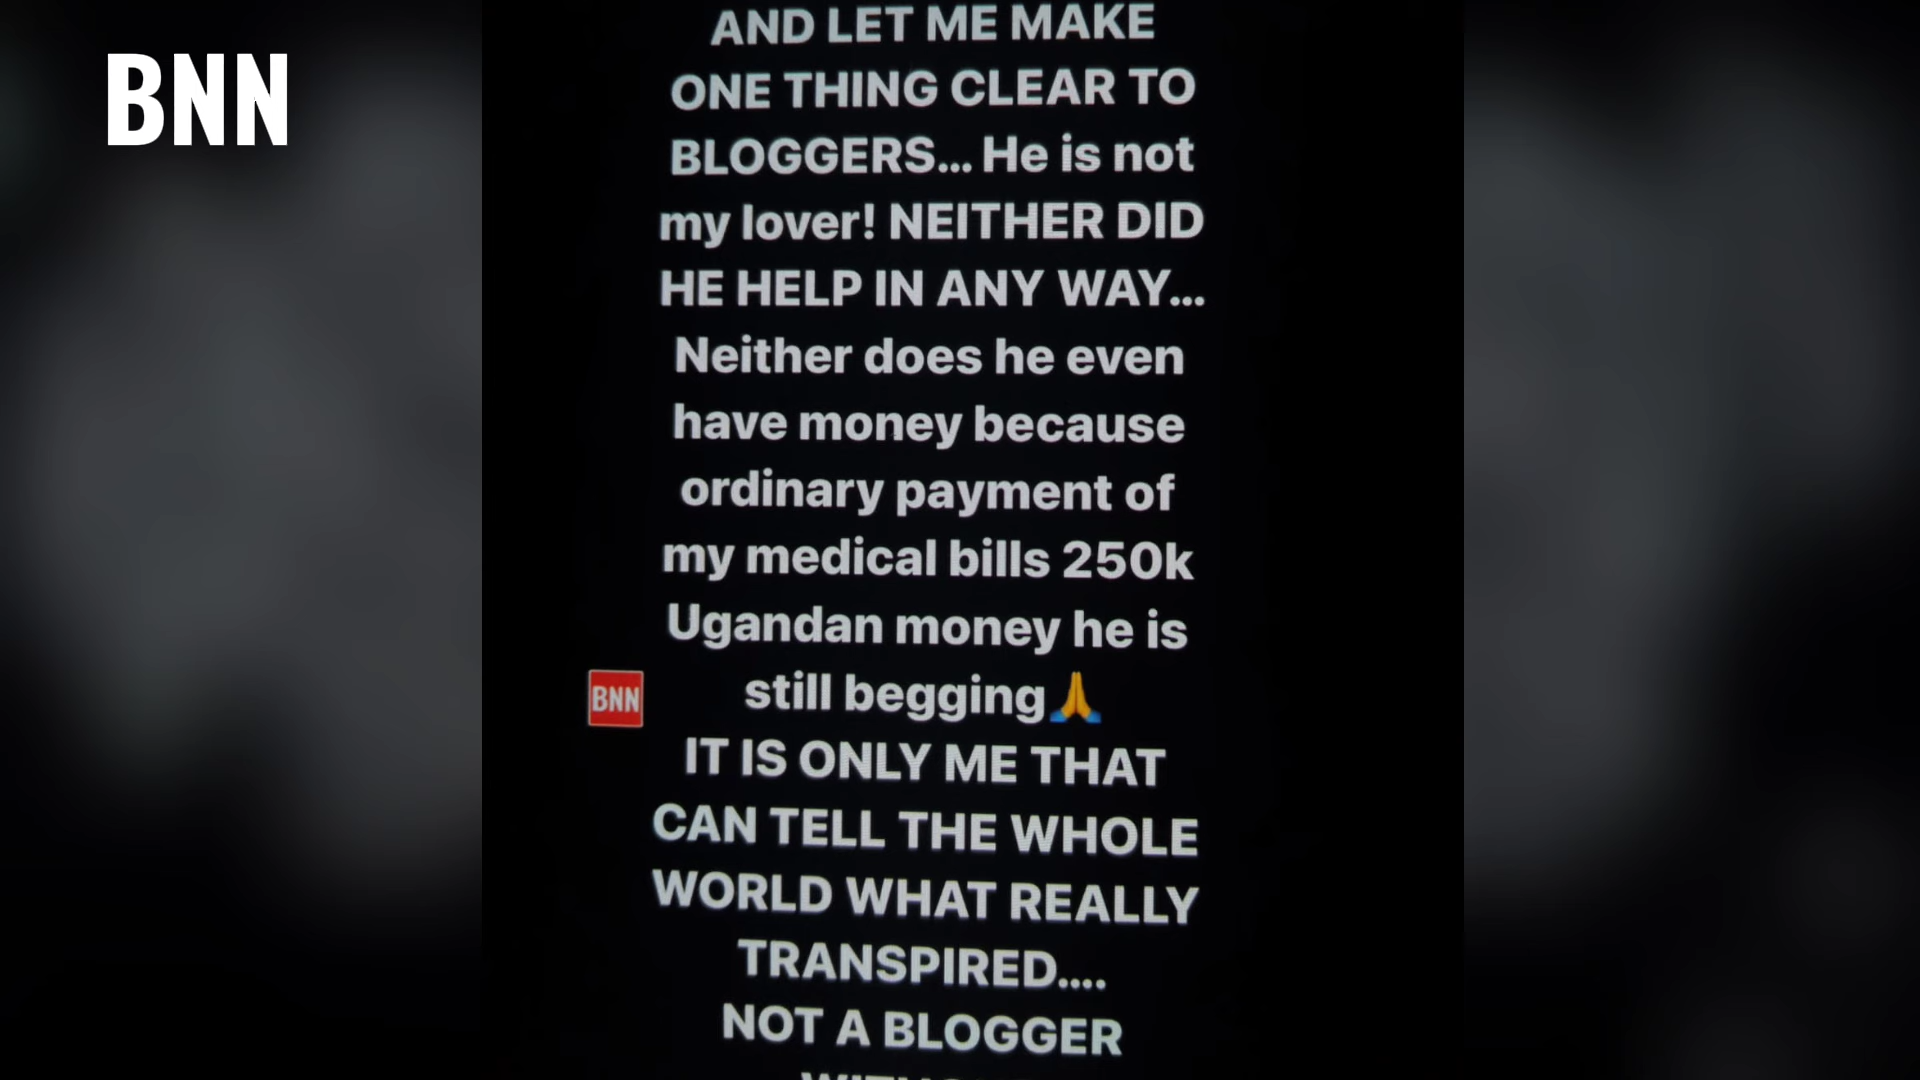 BNN
AND LET ME MAKE
ONE THING CLEAR TO
BLOGGERS... He is not
my lover! NEITHER DID
HE HELP IN ANY WAY...
Neither does he even
have money because
ordinary payment of
my medical bills 250k
Ugandan money he is
BNN
still begging🙏
IT IS ONLY ME THAT
CAN TELL THE WHOLE
WORLD WHAT REALLY
TRANSPIRED....
NOT A BLOGGER